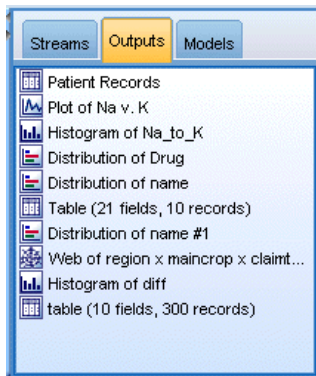 Streams Outputs Models
Patient Records
Plot of Na v. K
Histogram of Na_to_K
Distribution of Drug
Distribution of name
Table (21 fields, 10 records)
Distribution of name #1
Web of region x maincrop x claimt...
Histogram of diff
table (10 fields, 300 records)